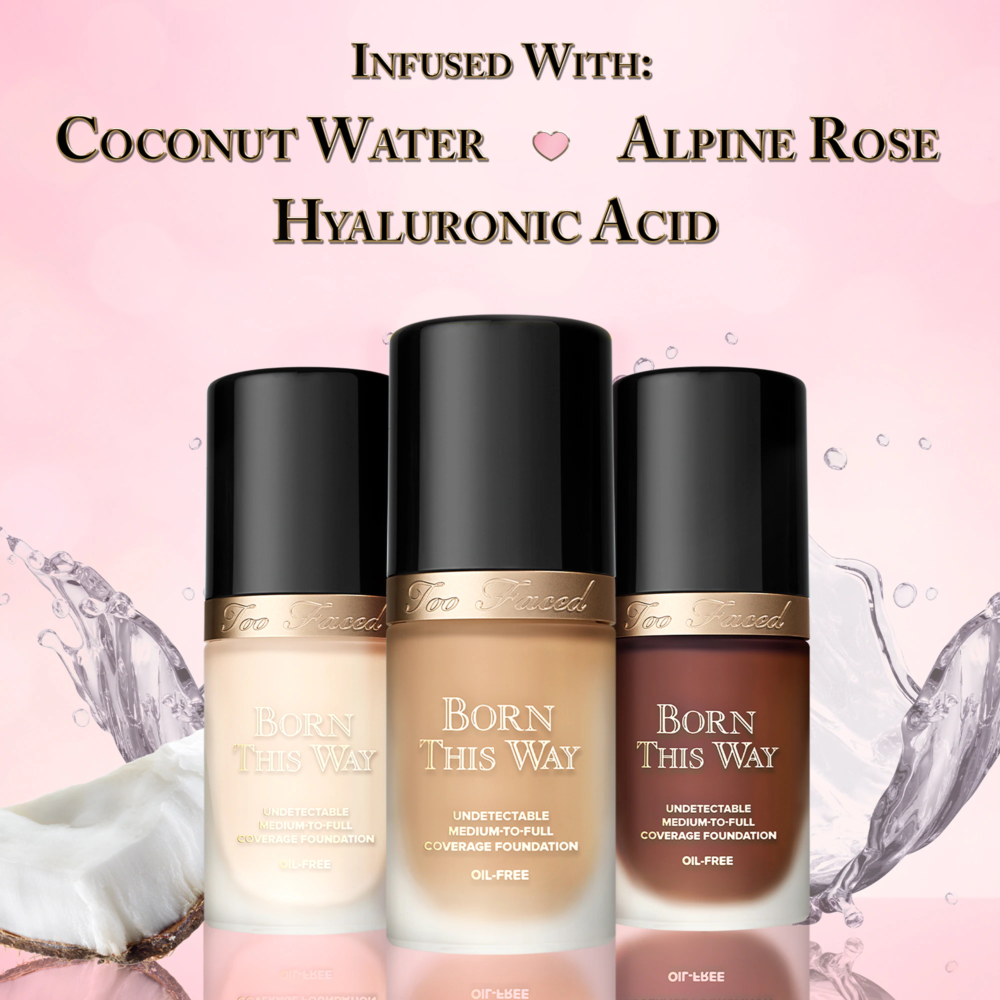 INFUSED WITH:
COCONUT WATER ALPINE ROSE
HYALURONIC ACID
Too Faced
BORN
THIS WAY
UNDETECTABLE
MEDIUM-TO-FULL
COVERAGE FOUNDATION
OIL-FREE
Too Faced
BORN
THIS WAY
UNDETECTABLE
MEDIUM-TO-FULL
COVERAGE FOUNDATION
OIL-FREE
Too Faced
BORN
THIS WAY
UNDETECTABLE
MEDIUM-TO-FULL
COVERAGE FOUNDATION
OIL-FREE